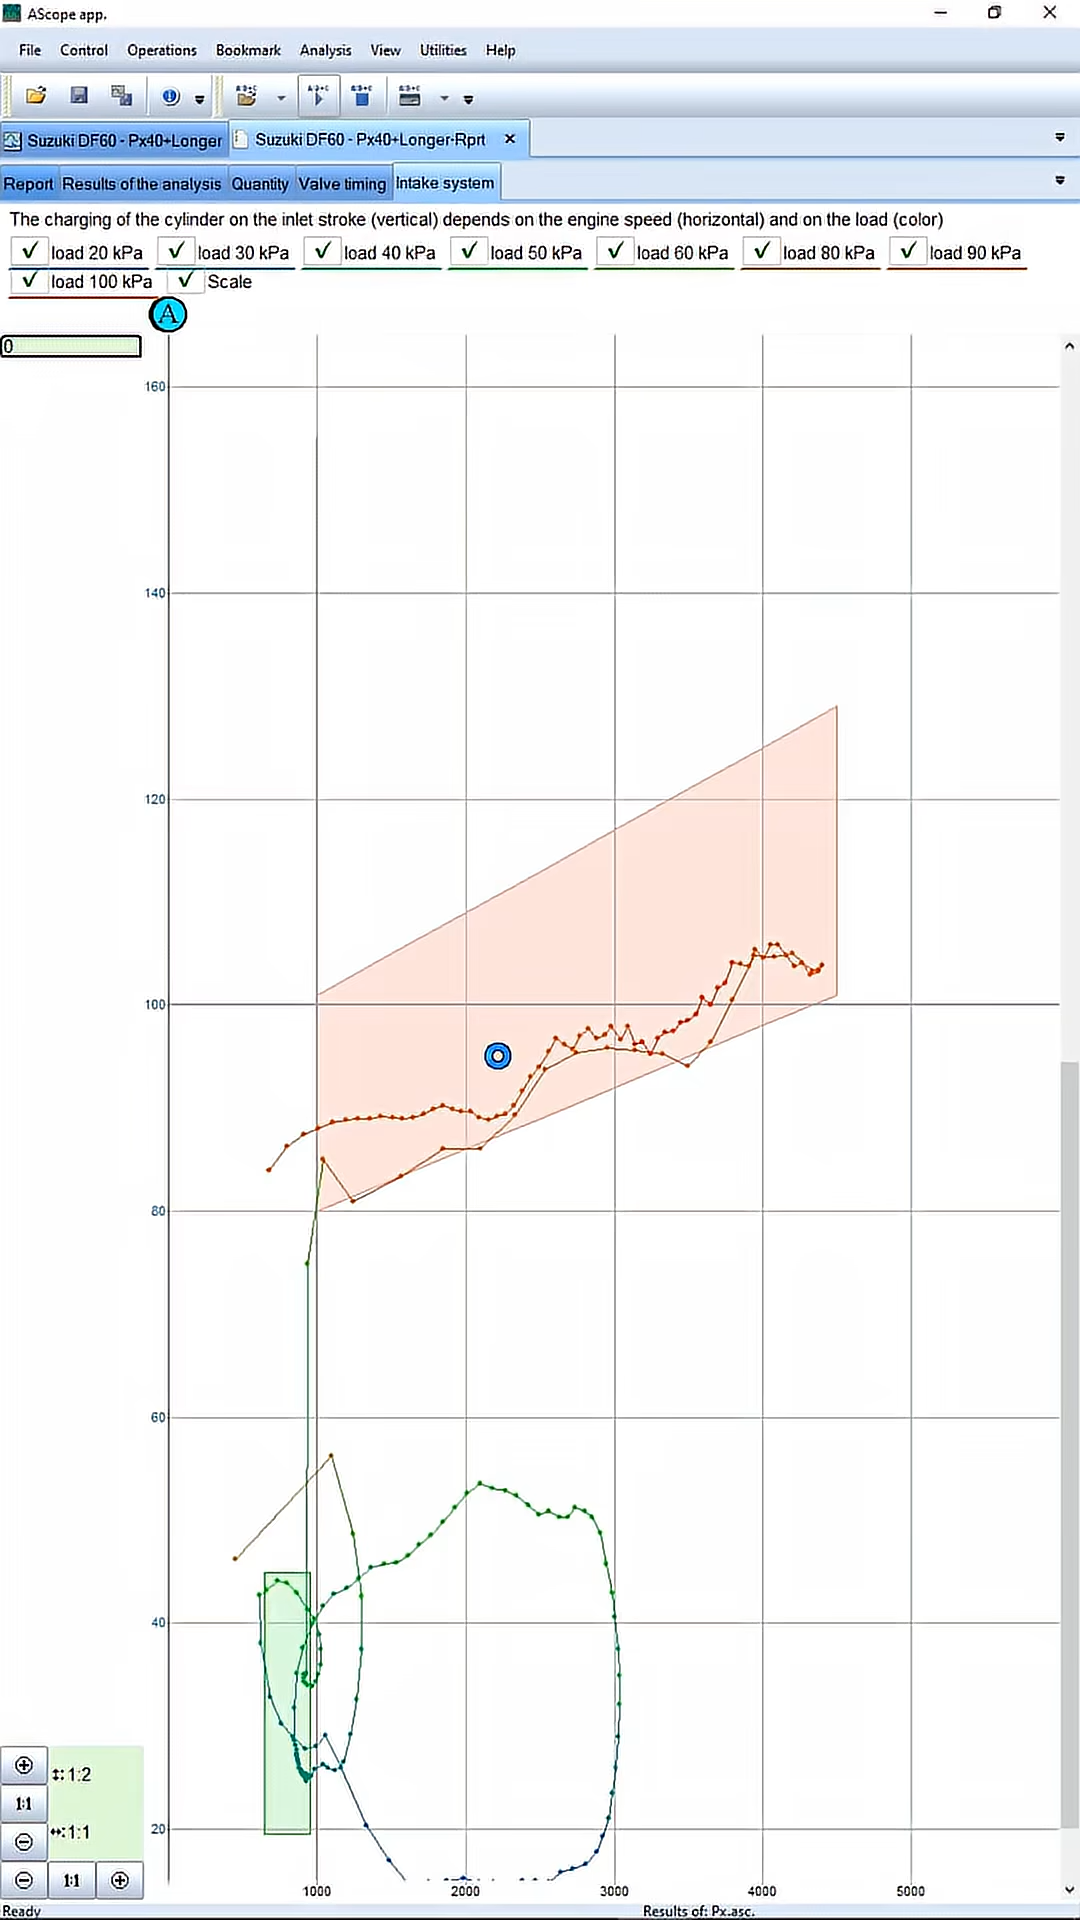 AScope app.
File Control Operations Bookmark Analysis View Utilities Help
A:B+C A:B+C A:B+C A:B+C
Suzuki DF60 - Px40+Longer Suzuki DF60 - Px40+Longer-Rprt
Report Results of the analysis Quantity Valve timing Intake system
The charging of the cylinder on the inlet stroke (vertical) depends on the engine speed (horizontal) and on the load (color)
load 20 kPa load 30 kPa load 40 kPa load 50 kPa load 60 kPa load 80 kPa load 90 kPa
load 100 kPa Scale
A
0
160
140
120
100
80
60
40
20
1:2
1:1
1:1
1:1
1000 2000 3000 4000 5000
Ready Results of: Px.asc.